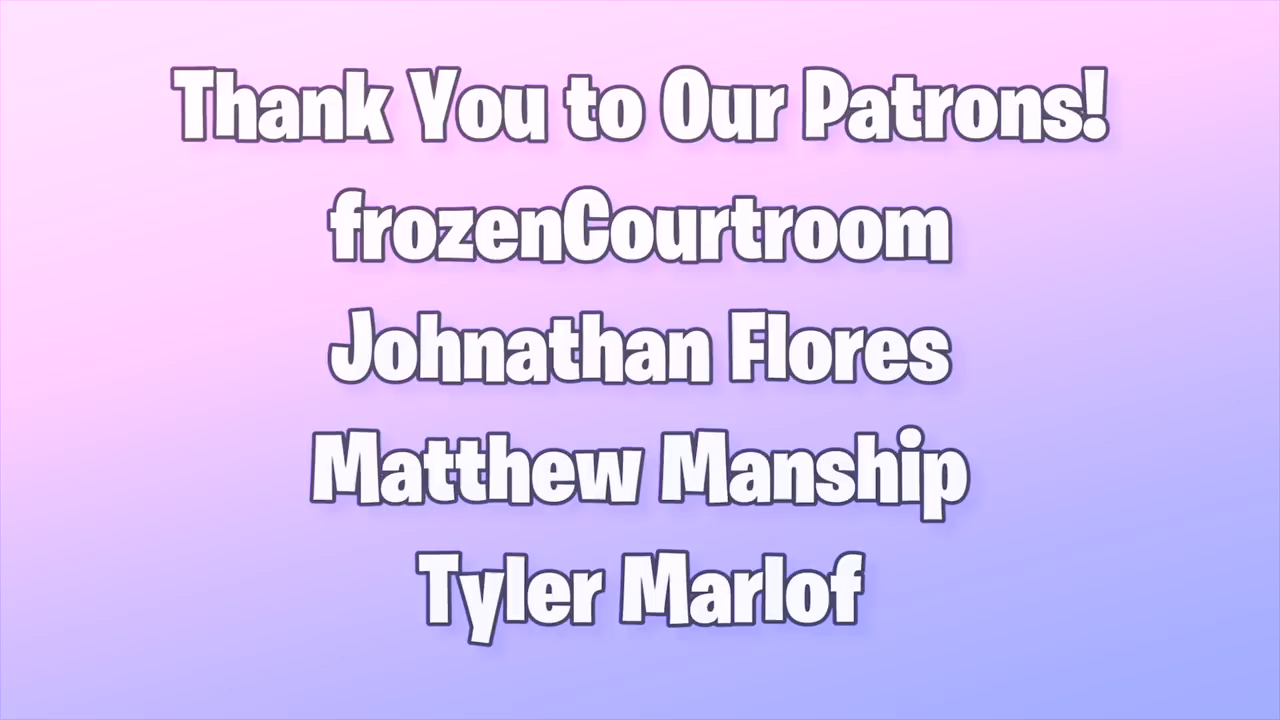 Thank You to Our Patrons!
frozenCourtroom
Johnathan Flores
Matthew Manship
Tyler Marlof